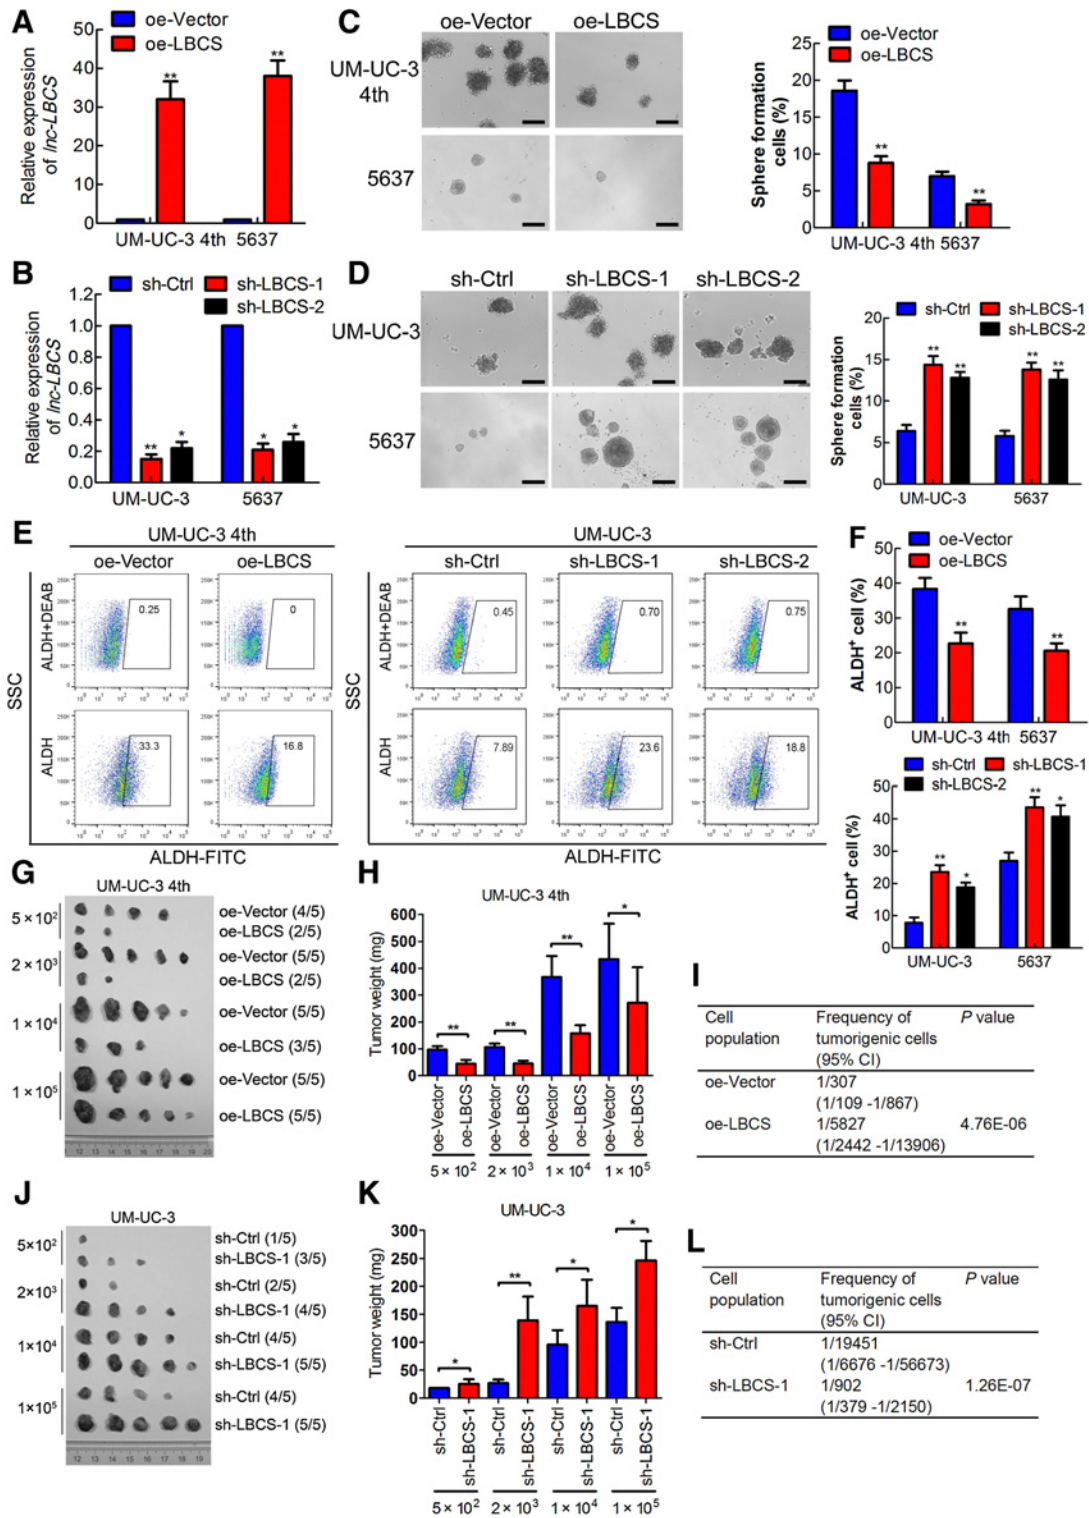 A
oe-Vector
oe-LBCS
Relative expression
of lnc-LBCS
50
40
30
20
10
0
**
**
UM-UC-3 4th 5637
B
sh-Ctrl
sh-LBCS-1
sh-LBCS-2
Relative expression
of lnc-LBCS
1.2
1.0
0.8
0.6
0.4
0.2
0.0
**
*
*
*
UM-UC-3
5637
C
oe-Vector
oe-LBCS
UM-UC-3
4th
5637
oe-Vector
oe-LBCS
Sphere formation
cells (%)
25
20
15
10
5
0
**
**
UM-UC-3 4th 5637
D
sh-Ctrl
sh-LBCS-1
sh-LBCS-2
UM-UC-3
5637
sh-Ctrl
sh-LBCS-1
sh-LBCS-2
Sphere formation
cells (%)
20
15
10
5
0
**
**
**
**
UM-UC-3
5637
E
UM-UC-3 4th
oe-Vector
oe-LBCS
SSC
ALDH+DEAB
0.25
0
ALDH
33.3
16.8
ALDH-FITC
UM-UC-3
sh-Ctrl
sh-LBCS-1
sh-LBCS-2
SSC
ALDH+DEAB
0.45
0.70
0.75
ALDH
7.89
23.6
18.8
ALDH-FITC
F
oe-Vector
oe-LBCS
ALDH⁺ cell (%)
50
40
30
20
10
0
**
**
UM-UC-3 4th 5637
sh-Ctrl
sh-LBCS-1
sh-LBCS-2
ALDH⁺ cell (%)
50
40
30
20
10
0
**
*
**
*
UM-UC-3
5637
G
UM-UC-3 4th
5 × 10²
oe-Vector (4/5)
oe-LBCS (2/5)
2 × 10³
oe-Vector (5/5)
oe-LBCS (2/5)
1 × 10⁴
oe-Vector (5/5)
oe-LBCS (3/5)
1 × 10⁵
oe-Vector (5/5)
oe-LBCS (5/5)
12 13 14 15 16 17 18 19 20
H
UM-UC-3 4th
Tumor weight (mg)
600
500
400
300
200
100
0
**
**
**
*
oe-Vector
oe-LBCS
oe-Vector
oe-LBCS
oe-Vector
oe-LBCS
oe-Vector
oe-LBCS
5 × 10² 2 × 10³ 1 × 10⁴ 1 × 10⁵
I
Cell Frequency of P value
population tumorigenic cells
(95% CI)
oe-Vector 1/307
(1/109 -1/867)
oe-LBCS 1/5827 4.76E-06
(1/2442 -1/13906)
J
UM-UC-3
5×10²
sh-Ctrl (1/5)
sh-LBCS-1 (3/5)
2×10³
sh-Ctrl (2/5)
sh-LBCS-1 (4/5)
1×10⁴
sh-Ctrl (4/5)
sh-LBCS-1 (5/5)
1×10⁵
sh-Ctrl (4/5)
sh-LBCS-1 (5/5)
12 13 14 15 16 17 18 19
K
UM-UC-3
Tumor weight (mg)
300
250
200
150
100
50
0
*
**
*
*
sh-Ctrl
sh-LBCS-1
sh-Ctrl
sh-LBCS-1
sh-Ctrl
sh-LBCS-1
sh-Ctrl
sh-LBCS-1
5 × 10² 2 × 10³ 1 × 10⁴ 1 × 10⁵
L
Cell Frequency of P value
population tumorigenic cells
(95% CI)
sh-Ctrl 1/19451
(1/6676 -1/56673)
sh-LBCS-1 1/902 1.26E-07
(1/379 -1/2150)